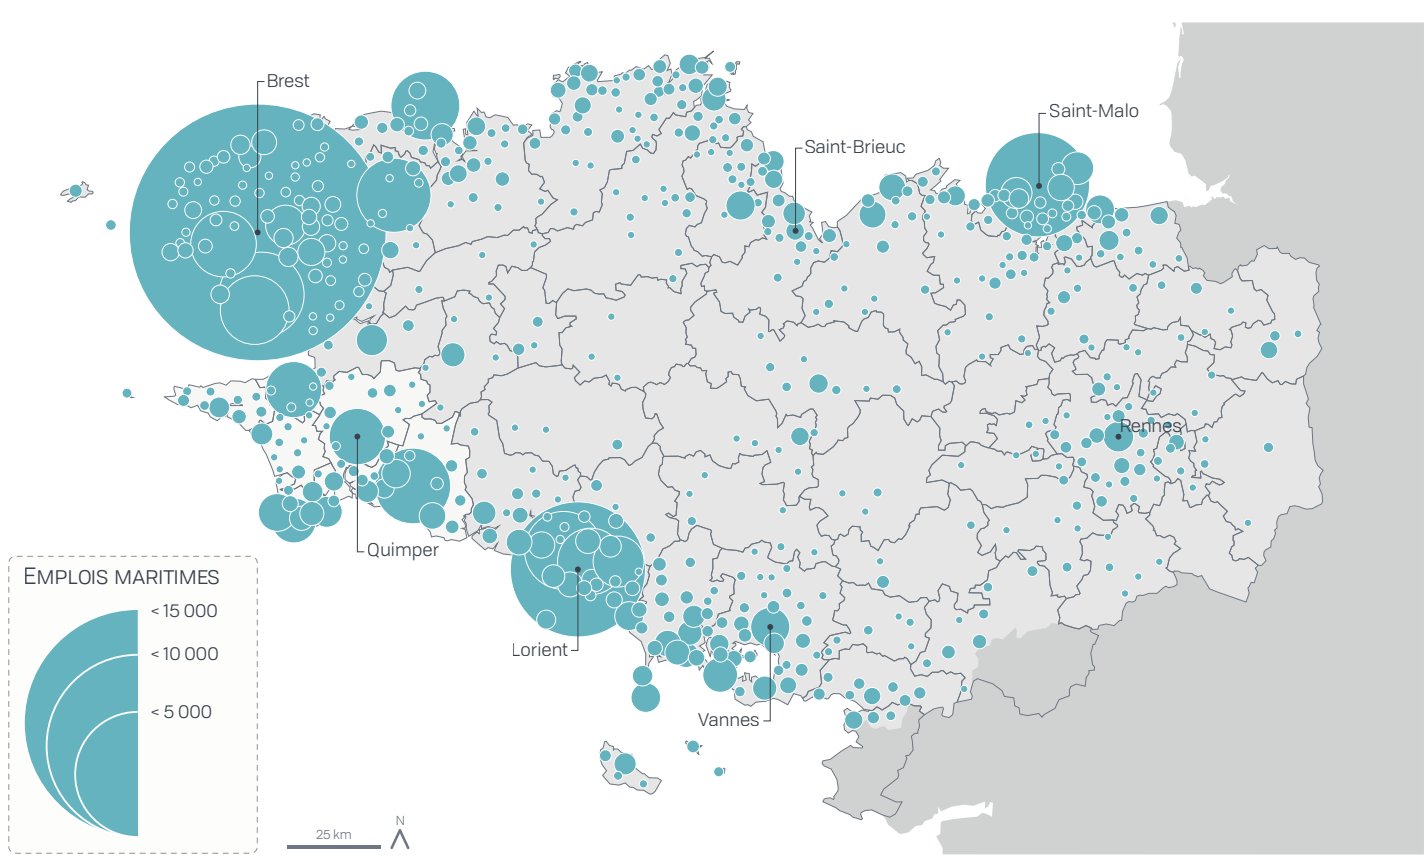 Brest
Saint-Malo
Saint-Brieuc
Rennes
Quimper
Lorient
Vannes
EMPLOIS MARITIMES
< 15 000
< 10 000
< 5 000
25 km
N